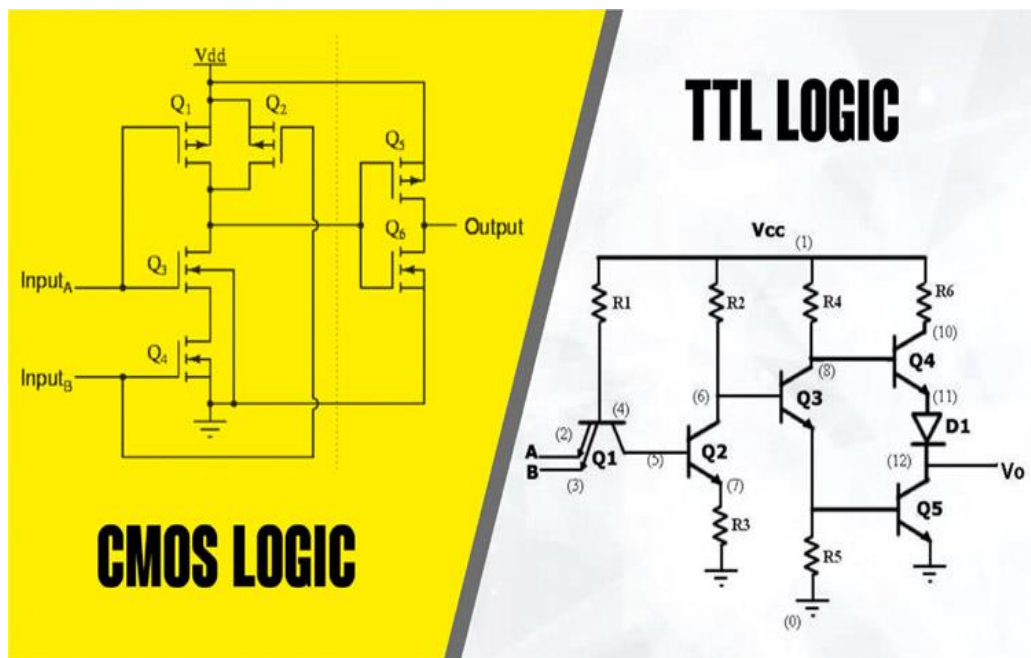 Vdd
Q1
Q2
Q5
Q6
Output
Q3
InputA
Q4
InputB
CMOS LOGIC
TTL LOGIC
Vcc (1)
R1
R2
R4
R6
(10)
Q4
(8)
(11)
Q3
(6)
D1
(4)
(2)
A
B
Q1
(3)
(5)
Q2
(12)
Vo
(7)
Q5
R3
R5
(0)